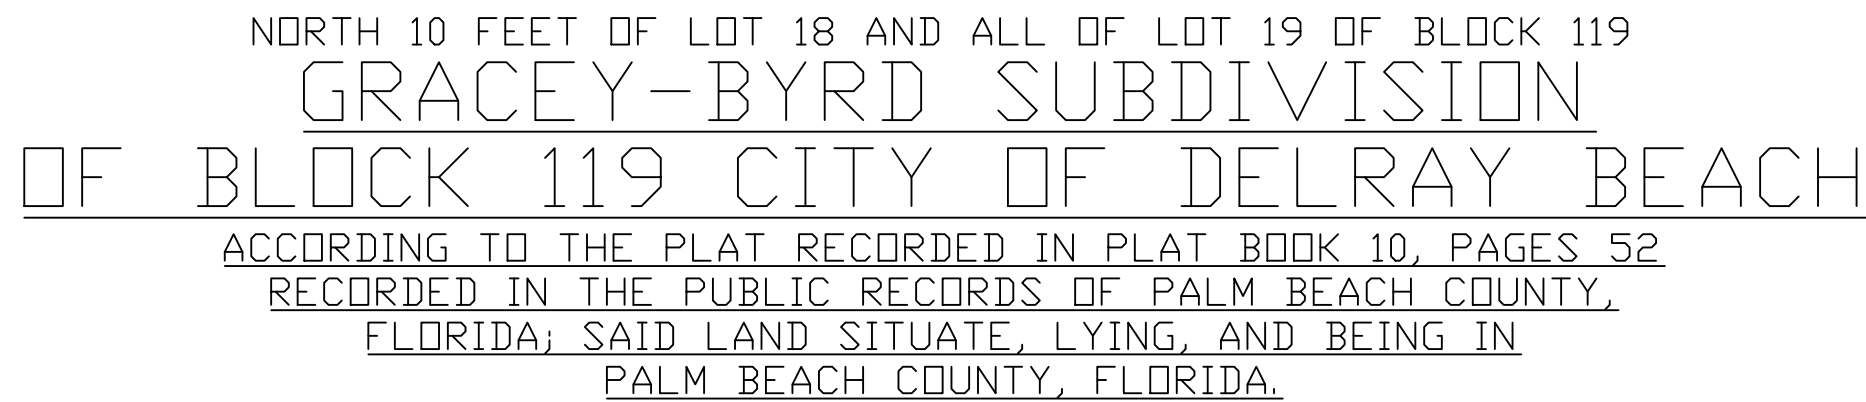 NORTH 10 FEET OF LOT 18 AND ALL OF LOT 19 OF BLOCK 119
GRACEY-BYRD SUBDIVISION
OF BLOCK 119 CITY OF DELRAY BEACH
ACCORDING TO THE PLAT RECORDED IN PLAT BOOK 10, PAGES 52
RECORDED IN THE PUBLIC RECORDS OF PALM BEACH COUNTY,
FLORIDA; SAID LAND SITUATE, LYING, AND BEING IN
PALM BEACH COUNTY, FLORIDA.